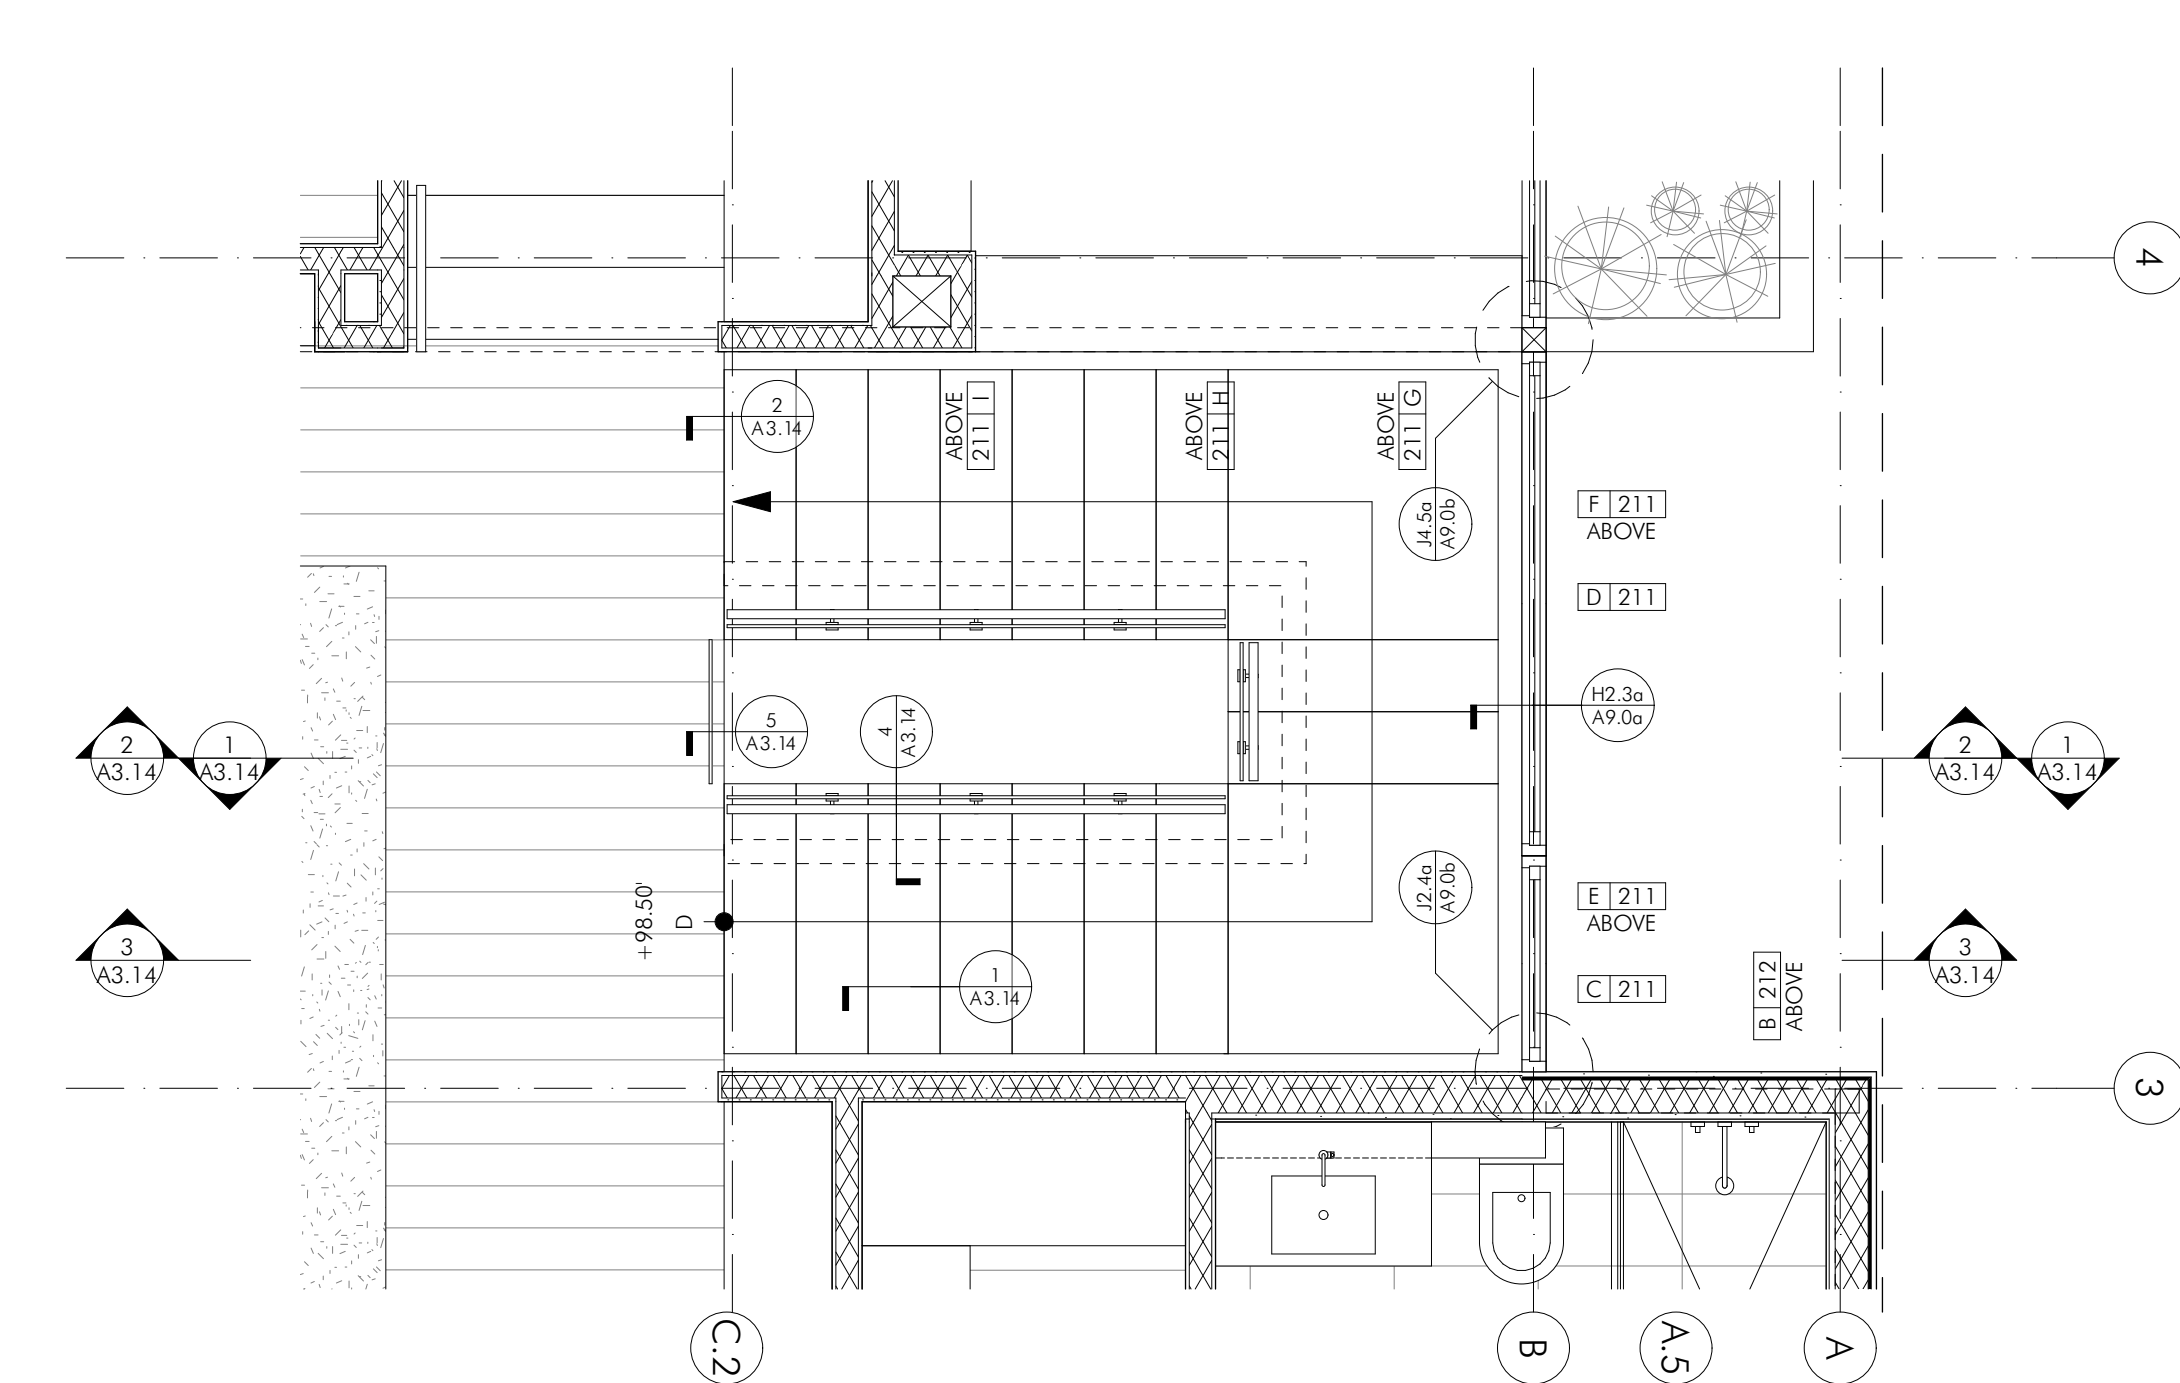 4
2
A3.14
ABOVE
211 I
ABOVE
211 H
ABOVE
211 G
J4.5a
A9.0b
F 211
ABOVE
D 211
H2.3a
A9.0a
5
A3.14
4
A3.14
2
A3.14
1
A3.14
2
A3.14
1
A3.14
J2.4a
A9.0b
E 211
ABOVE
+98.50'
D
3
A3.14
1
A3.14
C 211
B 212
ABOVE
3
A3.14
3
C.2
B
A.5
A